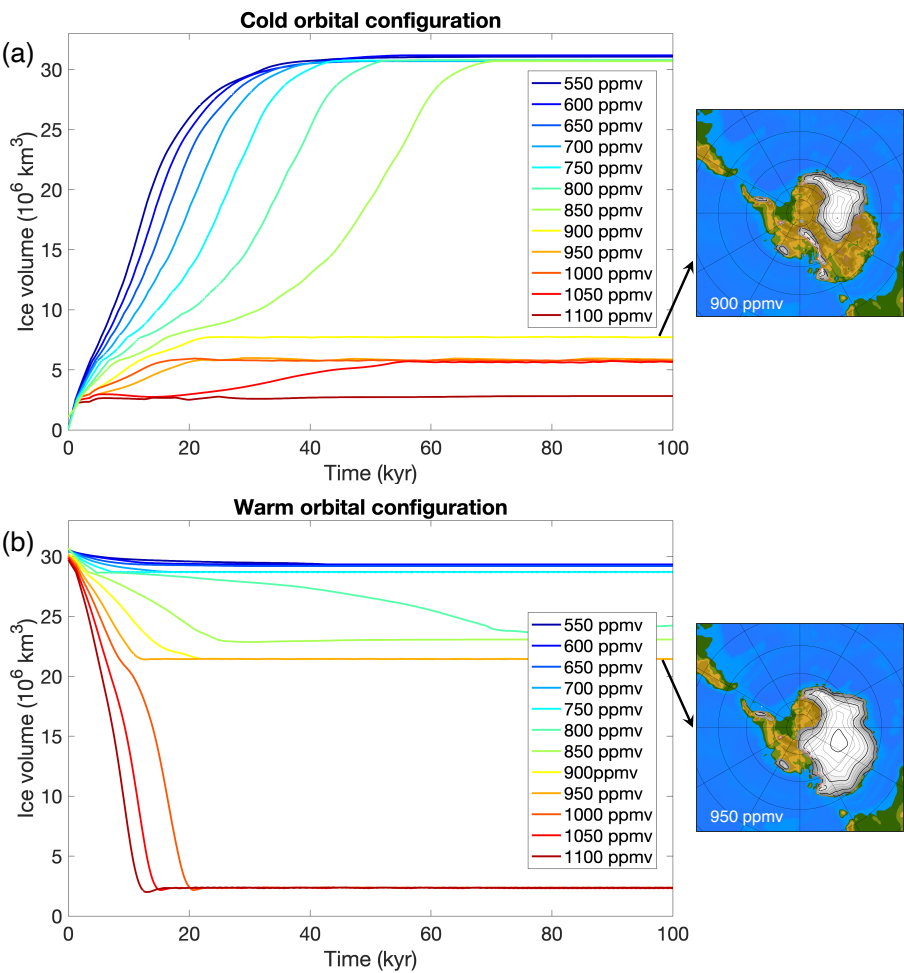 Cold orbital configuration
(a)
30
25
20
15
10
5
0
Ice volume (10⁶ km³)
550 ppmv
600 ppmv
650 ppmv
700 ppmv
750 ppmv
800 ppmv
850 ppmv
900 ppmv
950 ppmv
1000 ppmv
1050 ppmv
1100 ppmv
0 20 40 60 80 100
Time (kyr)
900 ppmv
Warm orbital configuration
(b)
30
25
20
15
10
5
0
Ice volume (10⁶ km³)
550 ppmv
600 ppmv
650 ppmv
700 ppmv
750 ppmv
800 ppmv
850 ppmv
900ppmv
950 ppmv
1000 ppmv
1050 ppmv
1100 ppmv
0 20 40 60 80 100
Time (kyr)
950 ppmv